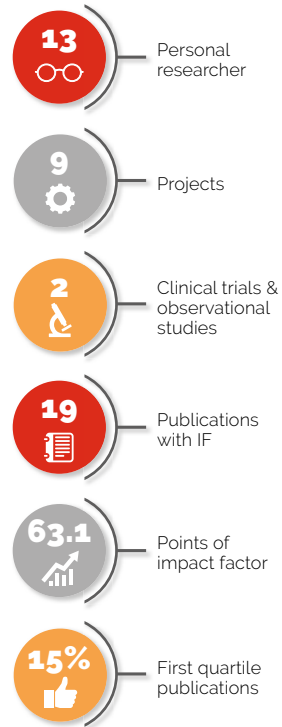 13
Personal
researcher
9
Projects
2
Clinical trials &
observational
studies
19
Publications
with IF
63.1
Points of
impact factor
15%
First quartile
publications